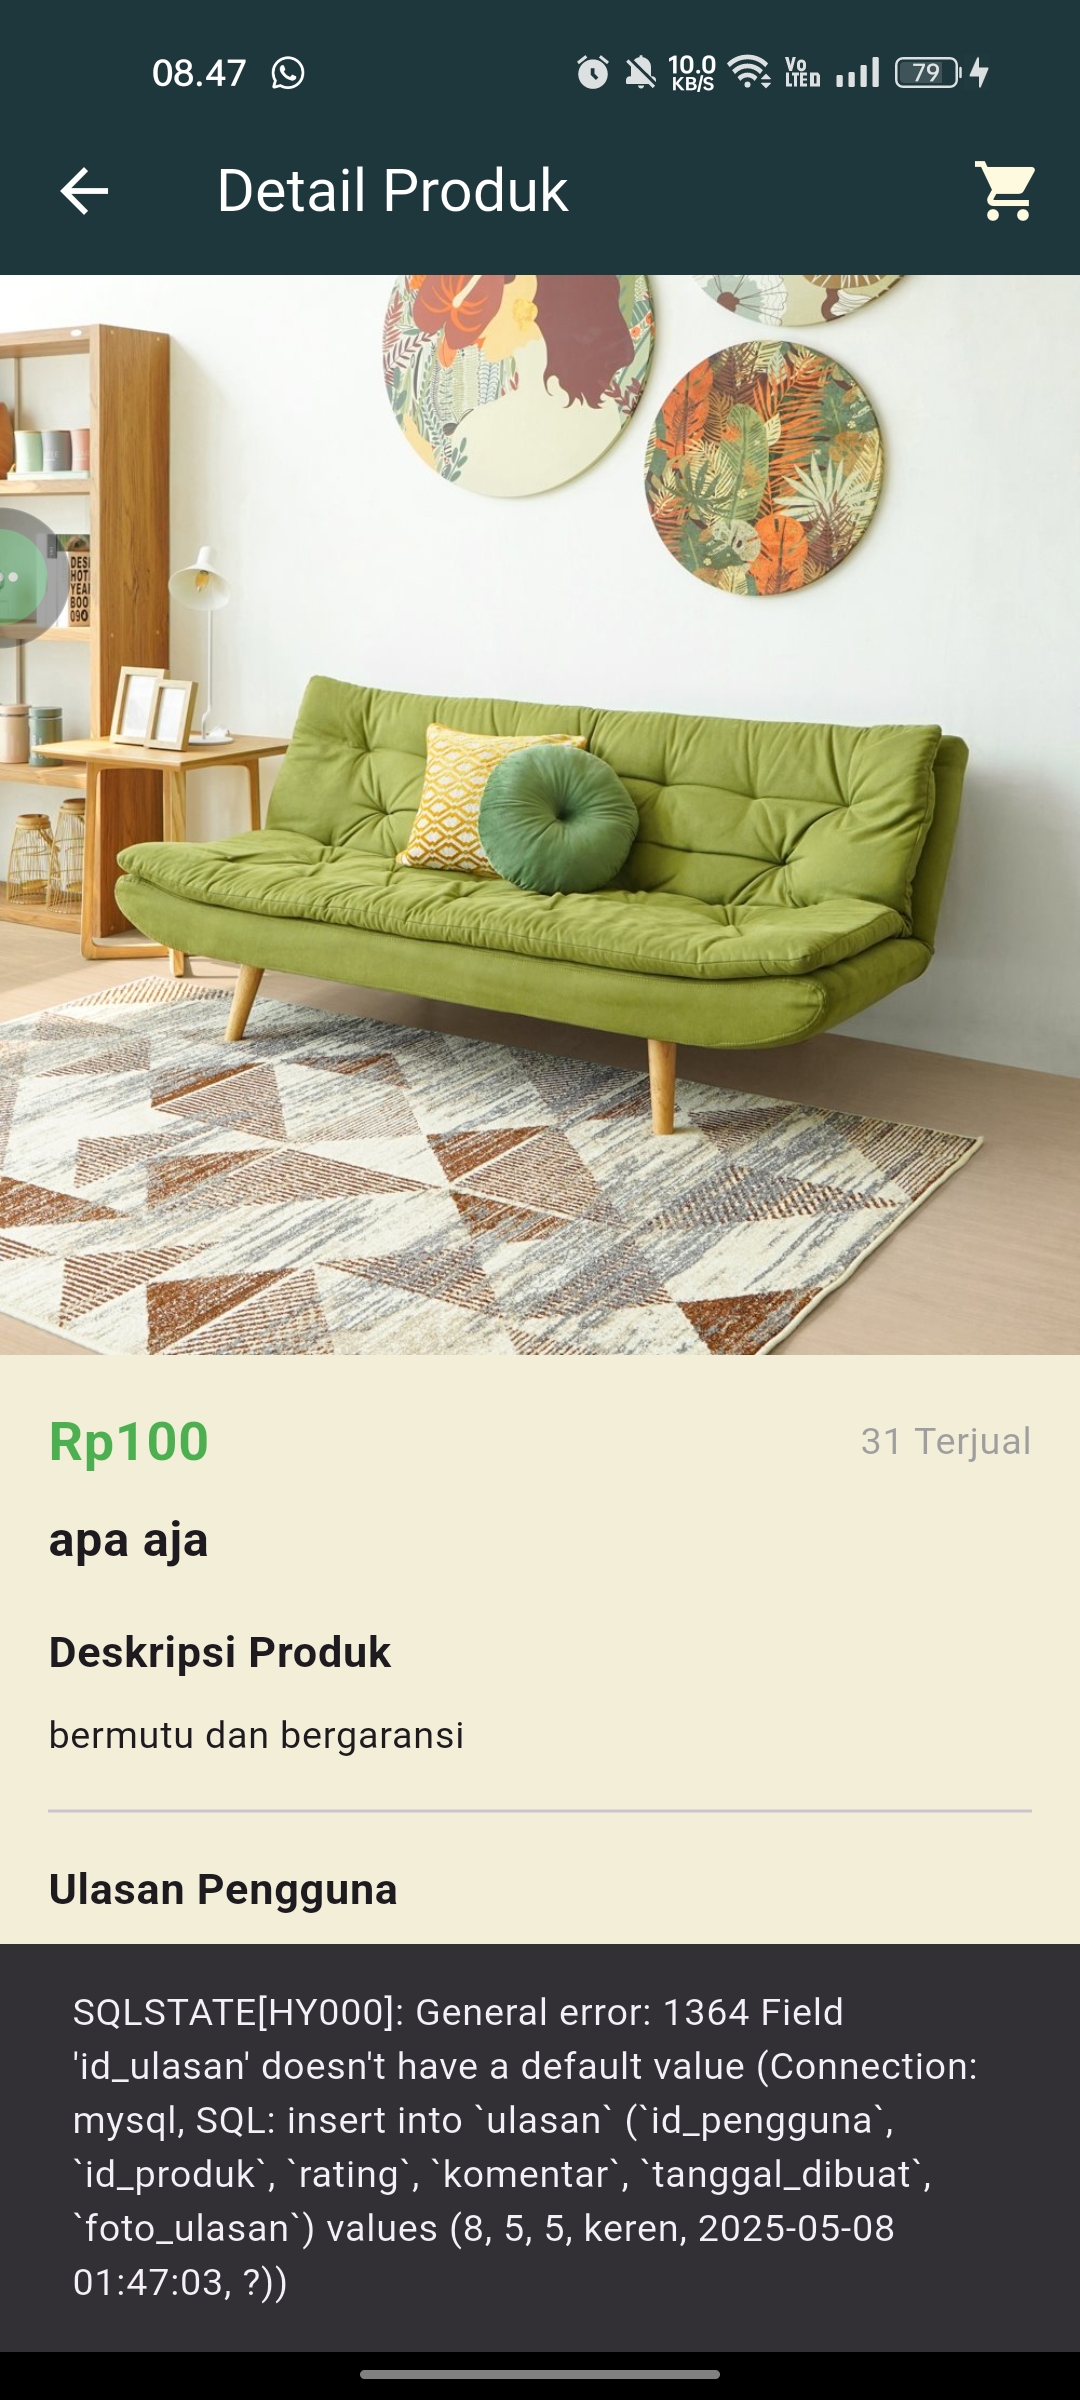 08.47
10.0
KB/S
Vo
LTE
79
Detail Produk
DESI
HOT
YEAR
BOO
090
Rp100
31 Terjual
apa aja
Deskripsi Produk
bermutu dan bergaransi
Ulasan Pengguna
SQLSTATE[HY000]: General error: 1364 Field
'id_ulasan' doesn't have a default value (Connection:
mysql, SQL: insert into `ulasan` (`id_pengguna`,
`id_produk`, `rating`, `komentar`, `tanggal_dibuat`,
`foto_ulasan`) values (8, 5, 5, keren, 2025-05-08
01:47:03, ?))